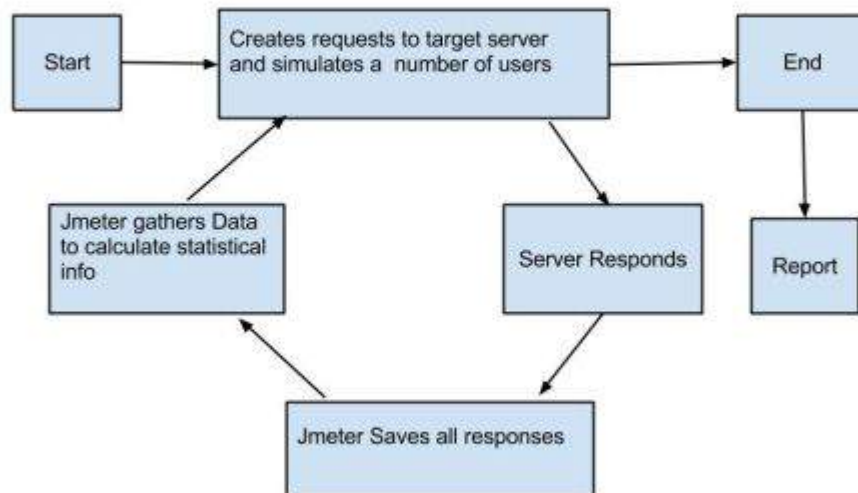 Start
Creates requests to target server
and simulates a number of users
End
Jmeter gathers Data
to calculate statistical
info
Server Responds
Report
Jmeter Saves all responses